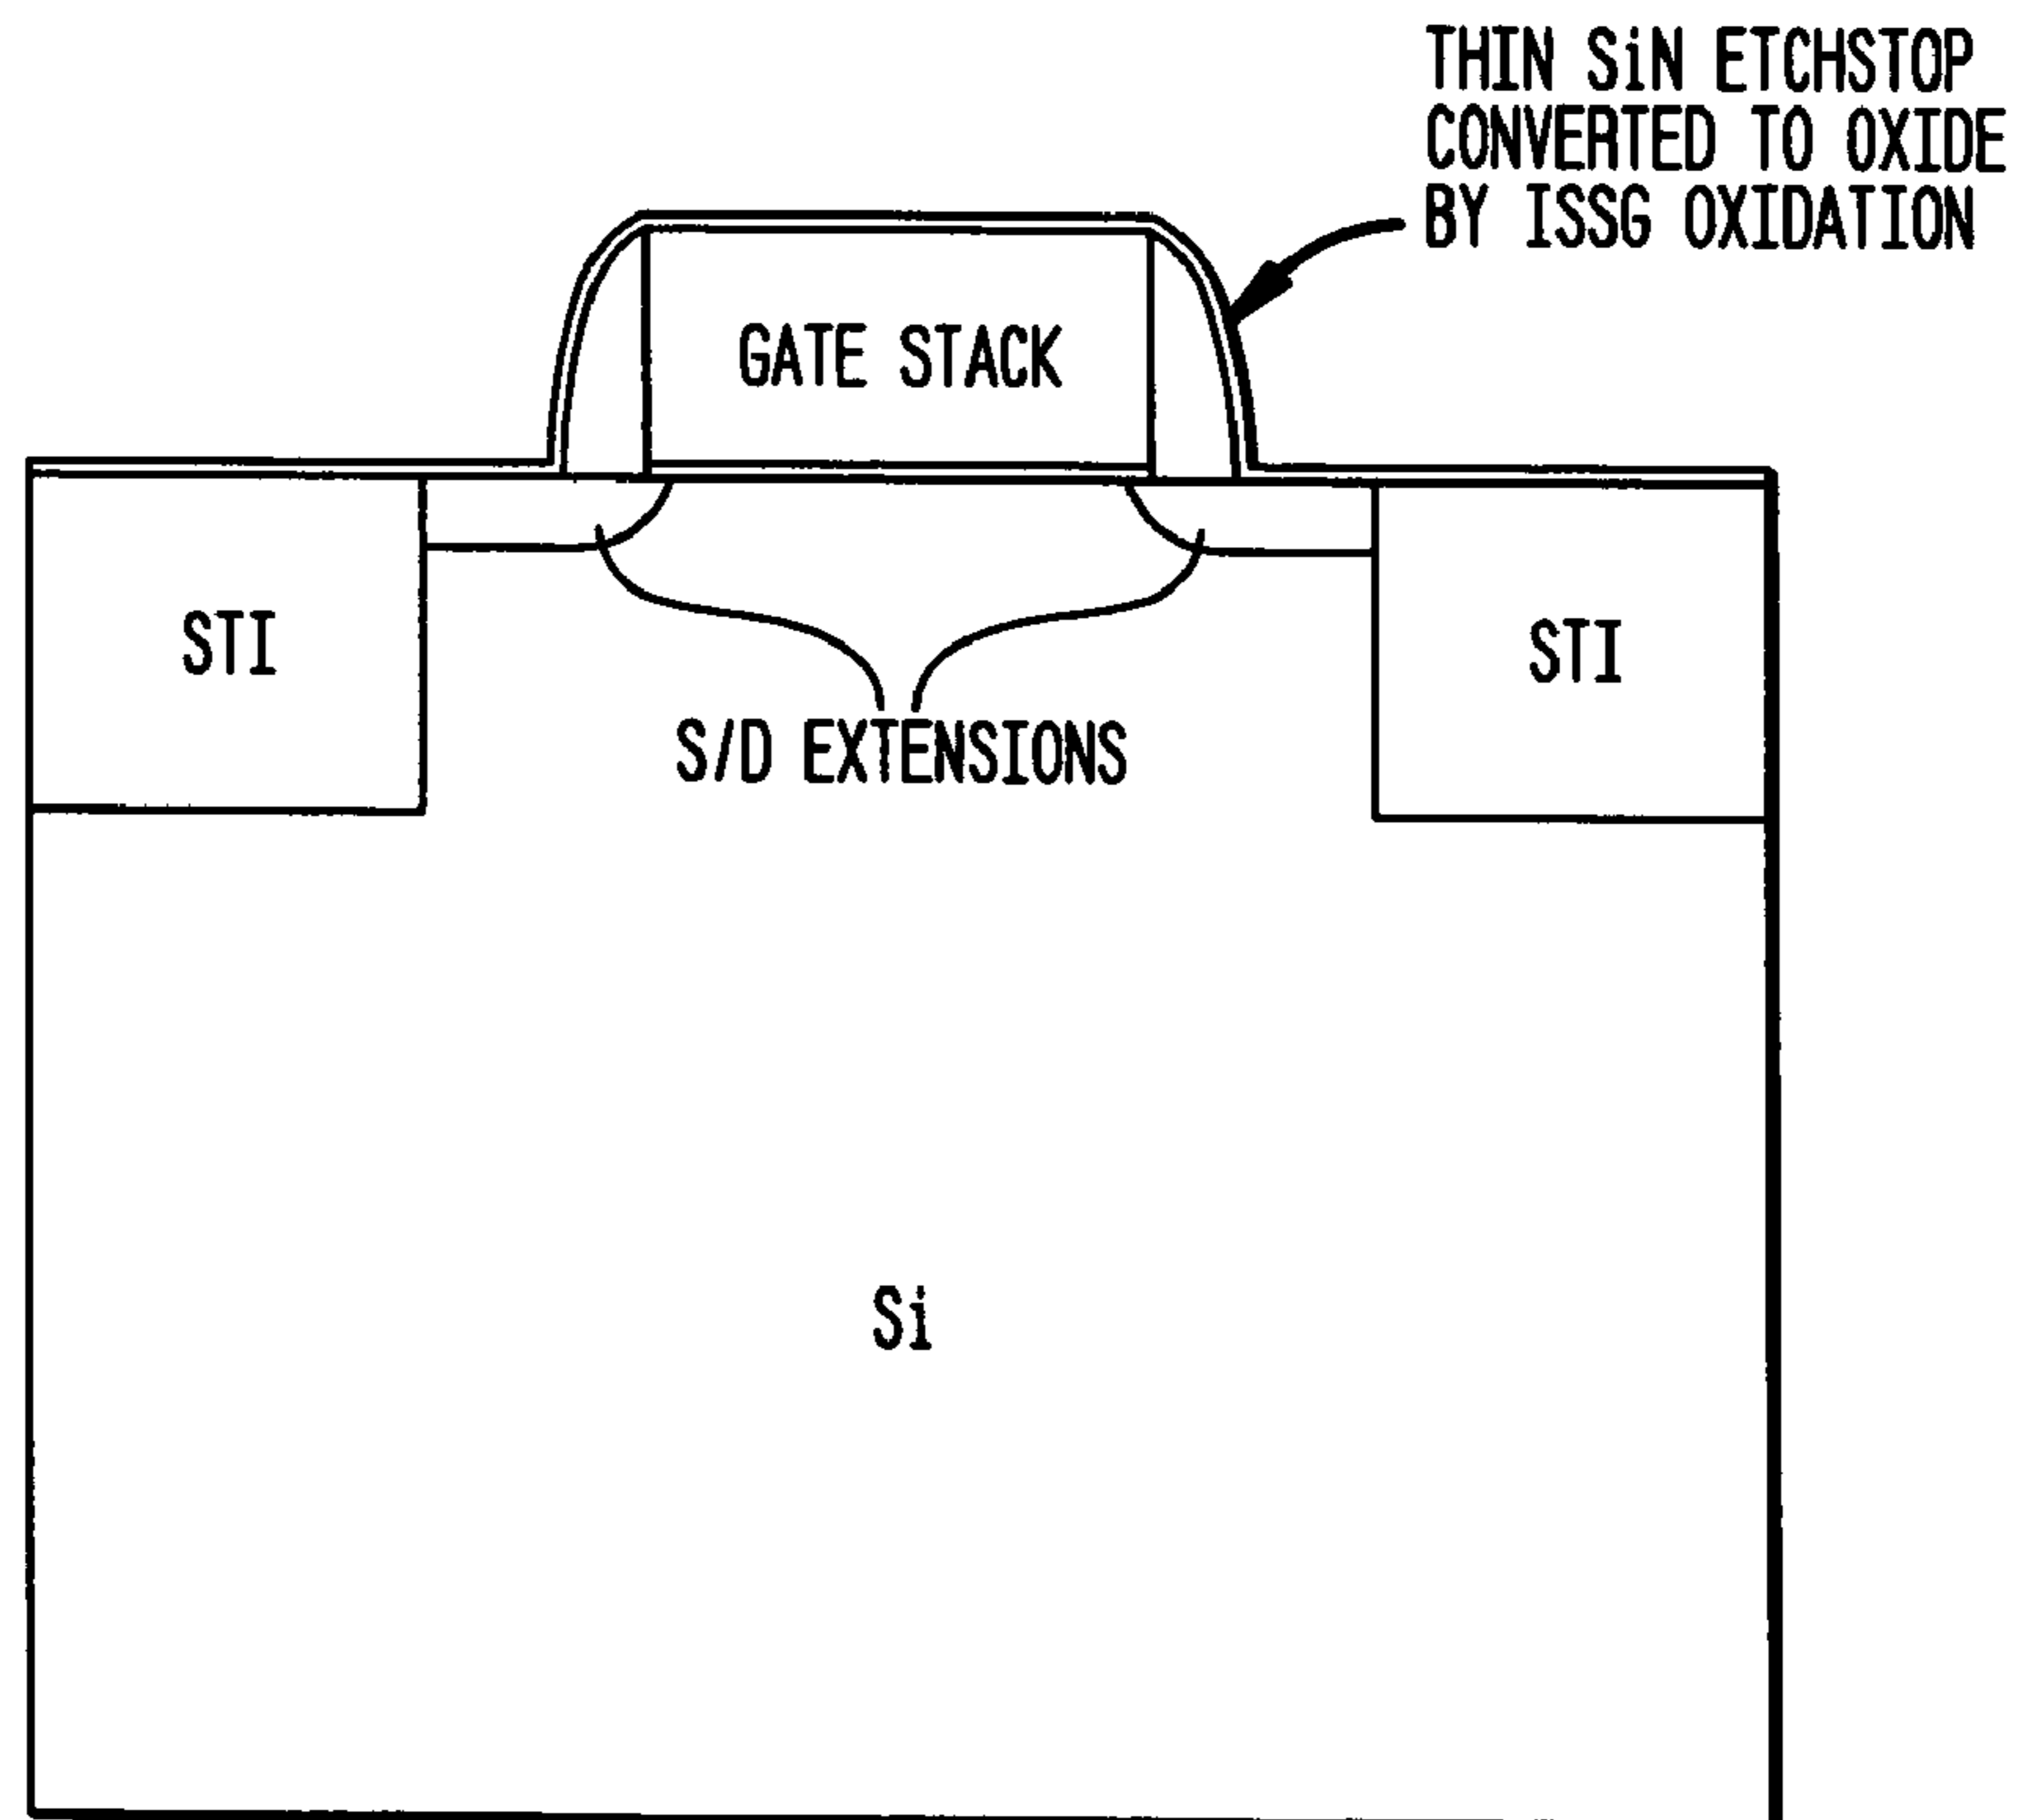 THIN SiN ETCHSTOP
CONVERTED TO OXIDE
BY ISSG OXIDATION
GATE STACK
STI
STI
S/D EXTENSIONS
Si